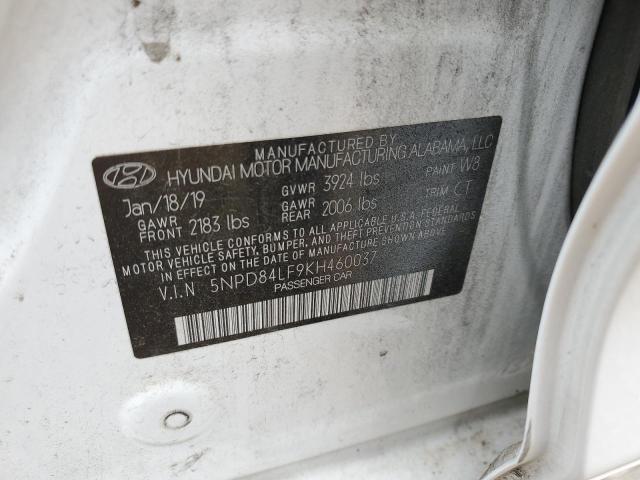 MANUFACTURED BY
HYUNDAI MOTOR MANUFACTURING ALABAMA, LLC
Jan/18/19 GVWR 3924 lbs PAINT W8
GAWR FRONT 2183 lbs GAWR REAR 2006 lbs TRIM CT
THIS VEHICLE CONFORMS TO ALL APPLICABLE U.S.A. FEDERAL
MOTOR VEHICLE SAFETY, BUMPER, AND THEFT PREVENTION STANDARDS
IN EFFECT ON THE DATE OF MANUFACTURE SHOWN ABOVE.
V.I.N 5NPD84LF9KH460037
PASSENGER CAR